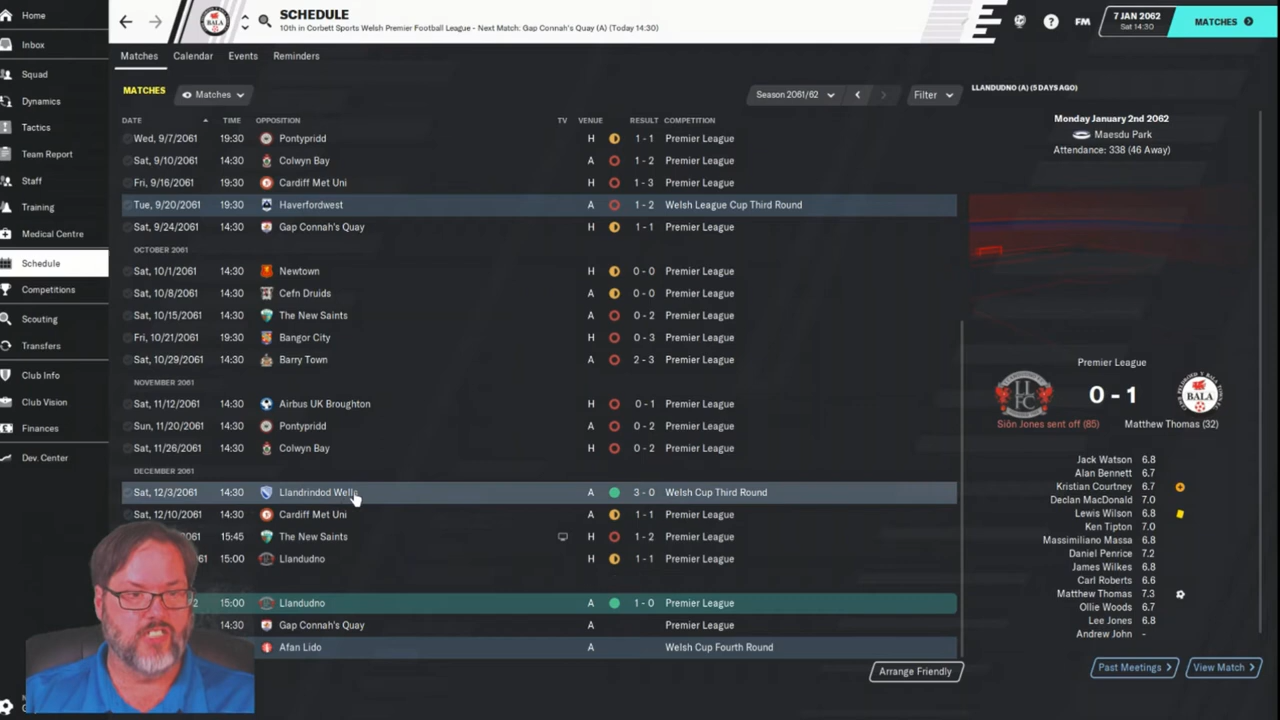 Home
Inbox
Squad
Dynamics
Tactics
Team Report
Staff
Training
Medical Centre
Schedule
Competitions
Scouting
Transfers
Club Info
Club Vision
Finances
Dev. Center
SCHEDULE
10th in Corbett Sports Welsh Premier Football League - Next Match: Gap Connah's Quay (A) (Today 14:30)
FM
7 JAN 2062
Sat 14:30
MATCHES
Matches Calendar Events Reminders
MATCHES
Matches
Season 2061/62
Filter
DATE TIME OPPOSITION TV VENUE RESULT COMPETITION
Wed, 9/7/2061 19:30 Pontypridd H 1 - 1 Premier League
Sat, 9/10/2061 14:30 Colwyn Bay A 1 - 2 Premier League
Fri, 9/16/2061 19:30 Cardiff Met Uni H 1 - 3 Premier League
Tue, 9/20/2061 19:30 Haverfordwest A 1 - 2 Welsh League Cup Third Round
Sat, 9/24/2061 14:30 Gap Connah's Quay H 1 - 1 Premier League
OCTOBER 2061
Sat, 10/1/2061 14:30 Newtown H 0 - 0 Premier League
Sat, 10/8/2061 14:30 Cefn Druids A 0 - 0 Premier League
Sat, 10/15/2061 14:30 The New Saints A 0 - 2 Premier League
Fri, 10/21/2061 19:30 Bangor City H 0 - 3 Premier League
Sat, 10/29/2061 14:30 Barry Town A 2 - 3 Premier League
NOVEMBER 2061
Sat, 11/12/2061 14:30 Airbus UK Broughton H 0 - 1 Premier League
Sun, 11/20/2061 14:30 Pontypridd A 0 - 2 Premier League
Sat, 11/26/2061 14:30 Colwyn Bay H 0 - 2 Premier League
DECEMBER 2061
Sat, 12/3/2061 14:30 Llandrindod Wells A 3 - 0 Welsh Cup Third Round
Sat, 12/10/2061 14:30 Cardiff Met Uni A 1 - 1 Premier League
2061 15:45 The New Saints H 1 - 2 Premier League
15:00 Llandudno H 1 - 1 Premier League
2 15:00 Llandudno A 1 - 0 Premier League
14:30 Gap Connah's Quay A Premier League
Afan Lido A Welsh Cup Fourth Round
Arrange Friendly
LLANDUDNO (A) (5 DAYS AGO)
Monday January 2nd 2062
Maesdu Park
Attendance: 338 (46 Away)
Premier League
0 - 1
BALA
Siôn Jones sent off (85)
Matthew Thomas (32)
Jack Watson 6.8
Alan Bennett 6.7
Kristian Courtney 6.7
Declan MacDonald 7.0
Lewis Wilson 6.8
Ken Tipton 7.0
Massimiliano Massa 6.8
Daniel Penrice 7.2
James Wilkes 6.8
Carl Roberts 6.6
Matthew Thomas 7.3
Ollie Woods 6.7
Lee Jones 6.8
Andrew John -
Past Meetings
View Match